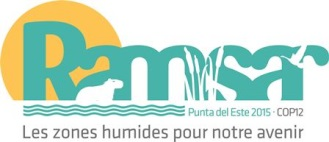 Ramsar
Punta del Este 2015 · COP12
Les zones humides pour notre avenir